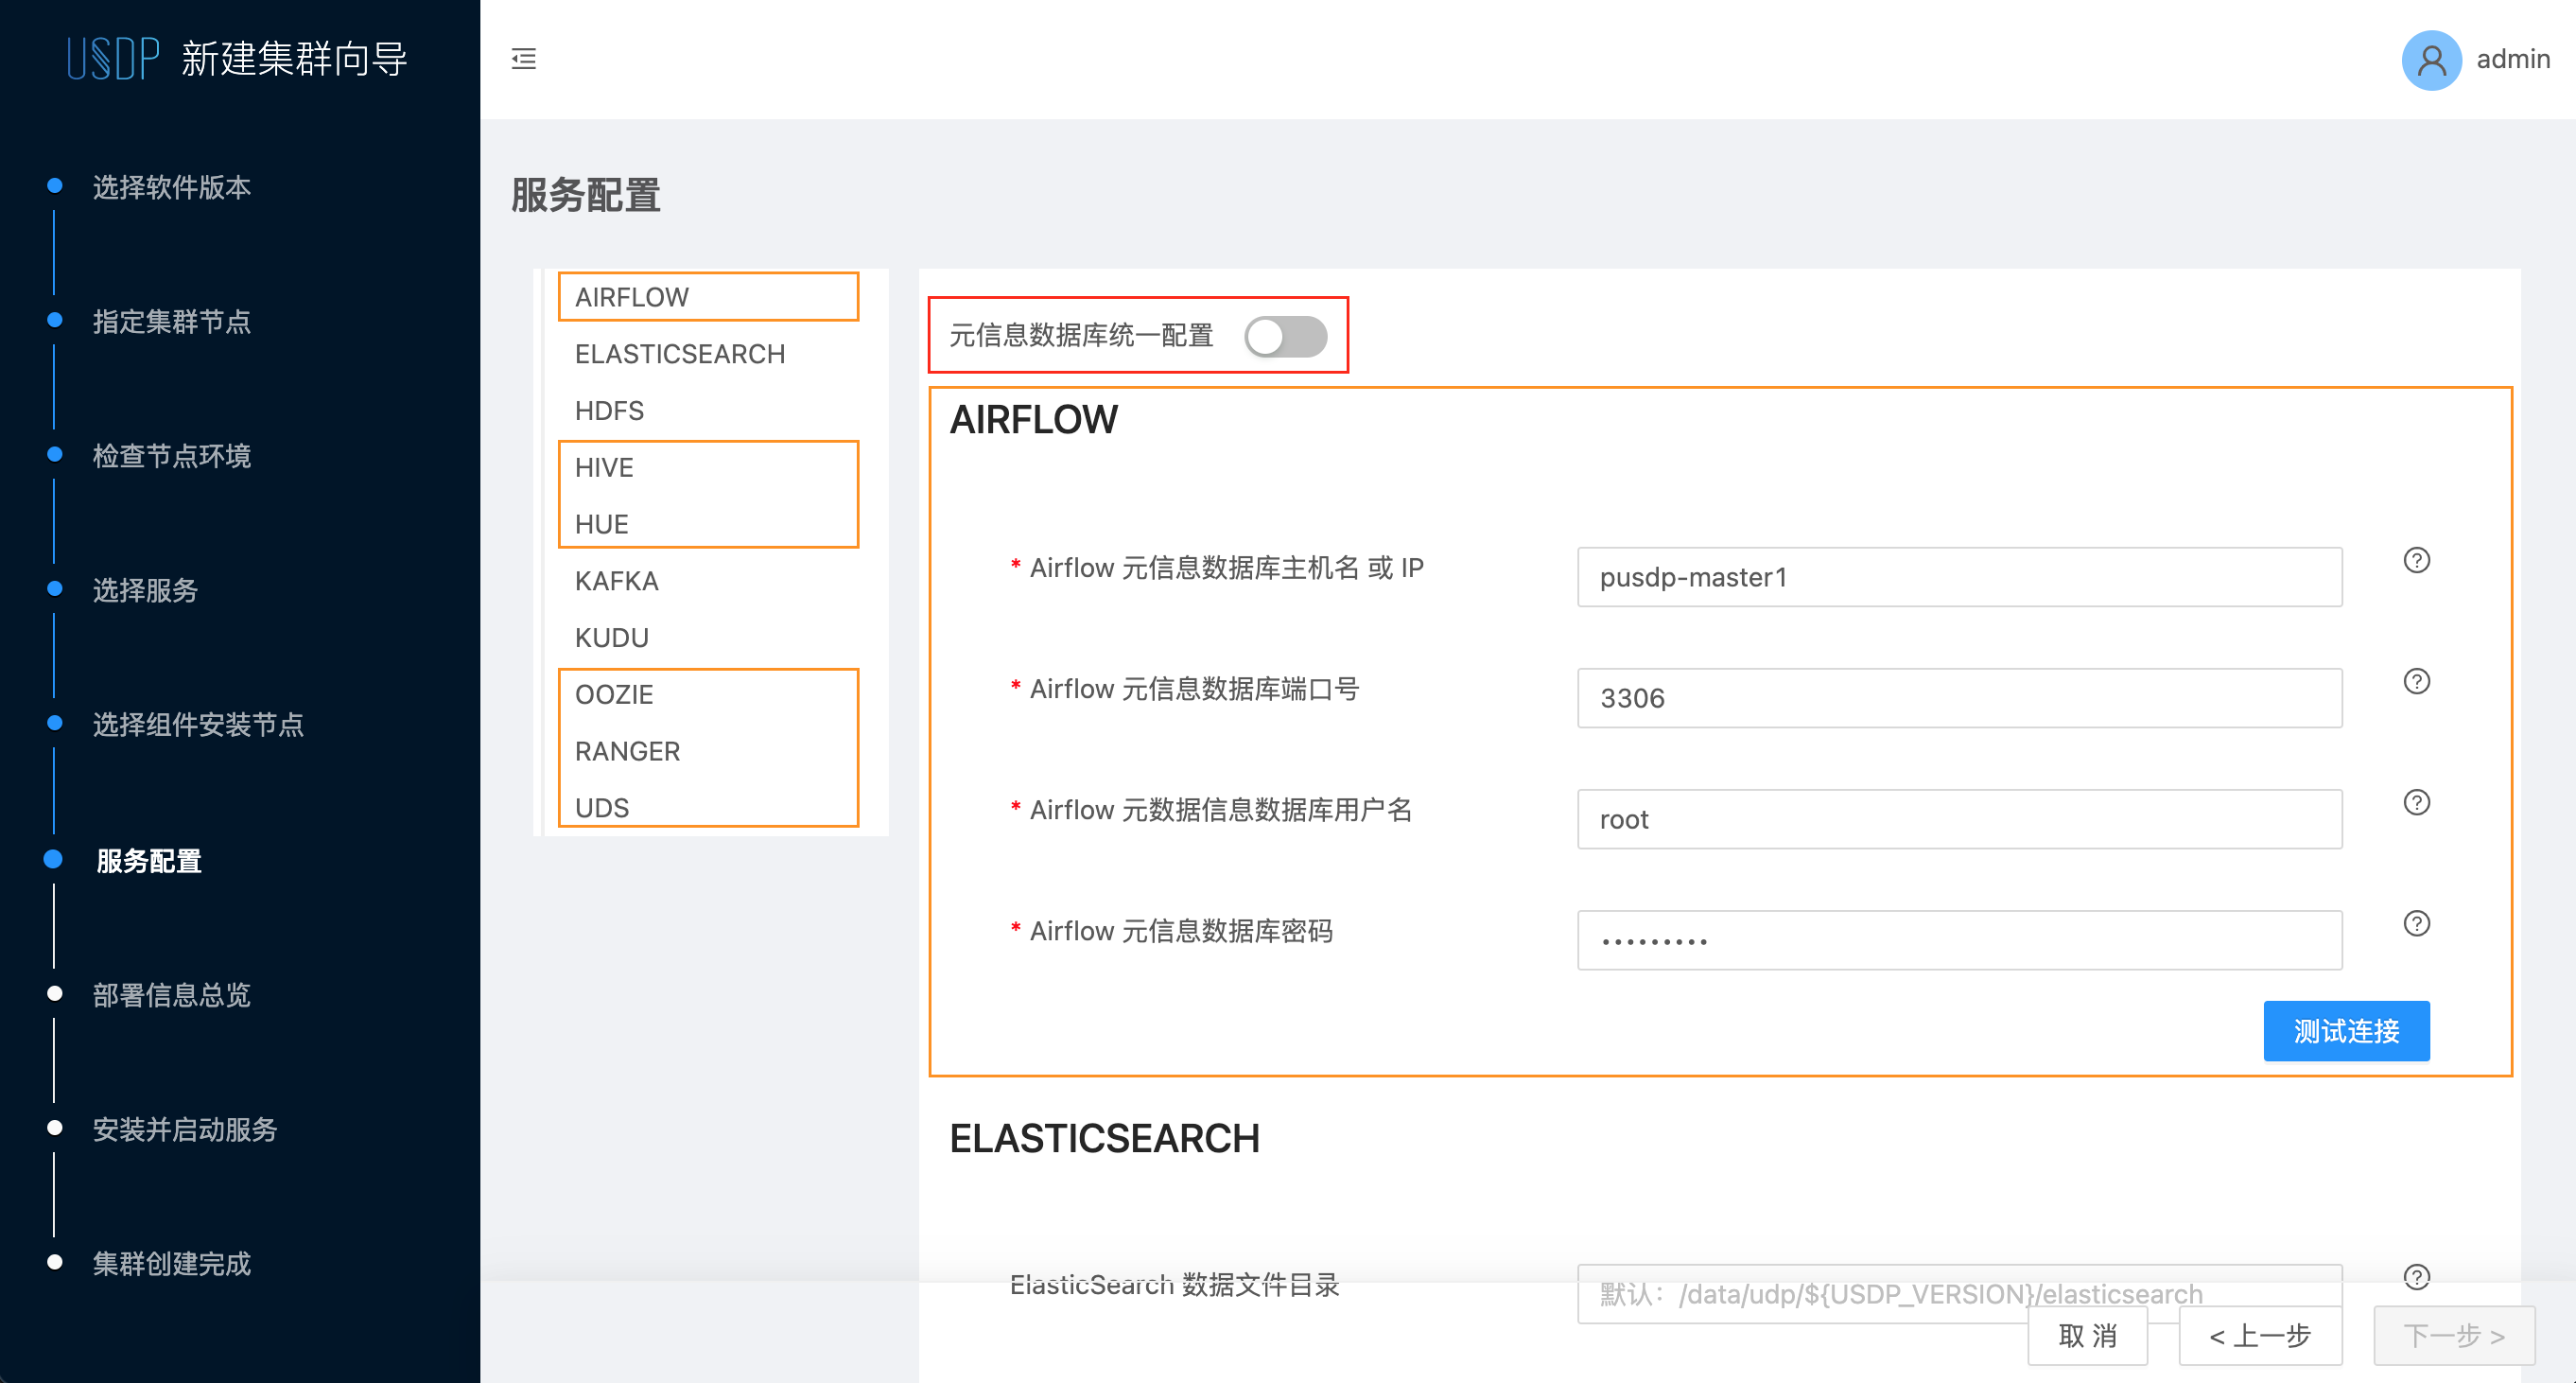 USDP 新建集群向导
admin
选择软件版本
指定集群节点
检查节点环境
选择服务
选择组件安装节点
服务配置
部署信息总览
安装并启动服务
集群创建完成
服务配置
AIRFLOW
ELASTICSEARCH
HDFS
HIVE
HUE
KAFKA
KUDU
OOZIE
RANGER
UDS
元信息数据库统一配置
AIRFLOW
* Airflow 元信息数据库主机名 或 IP
pusdp-master1
* Airflow 元信息数据库端口号
3306
* Airflow 元数据信息数据库用户名
root
* Airflow 元信息数据库密码
•••••••••
测试连接
ELASTICSEARCH
ElasticSearch 数据文件目录
默认：/data/udp/${USDP_VERSION}/elasticsearch
取 消
< 上一步
下一步 >